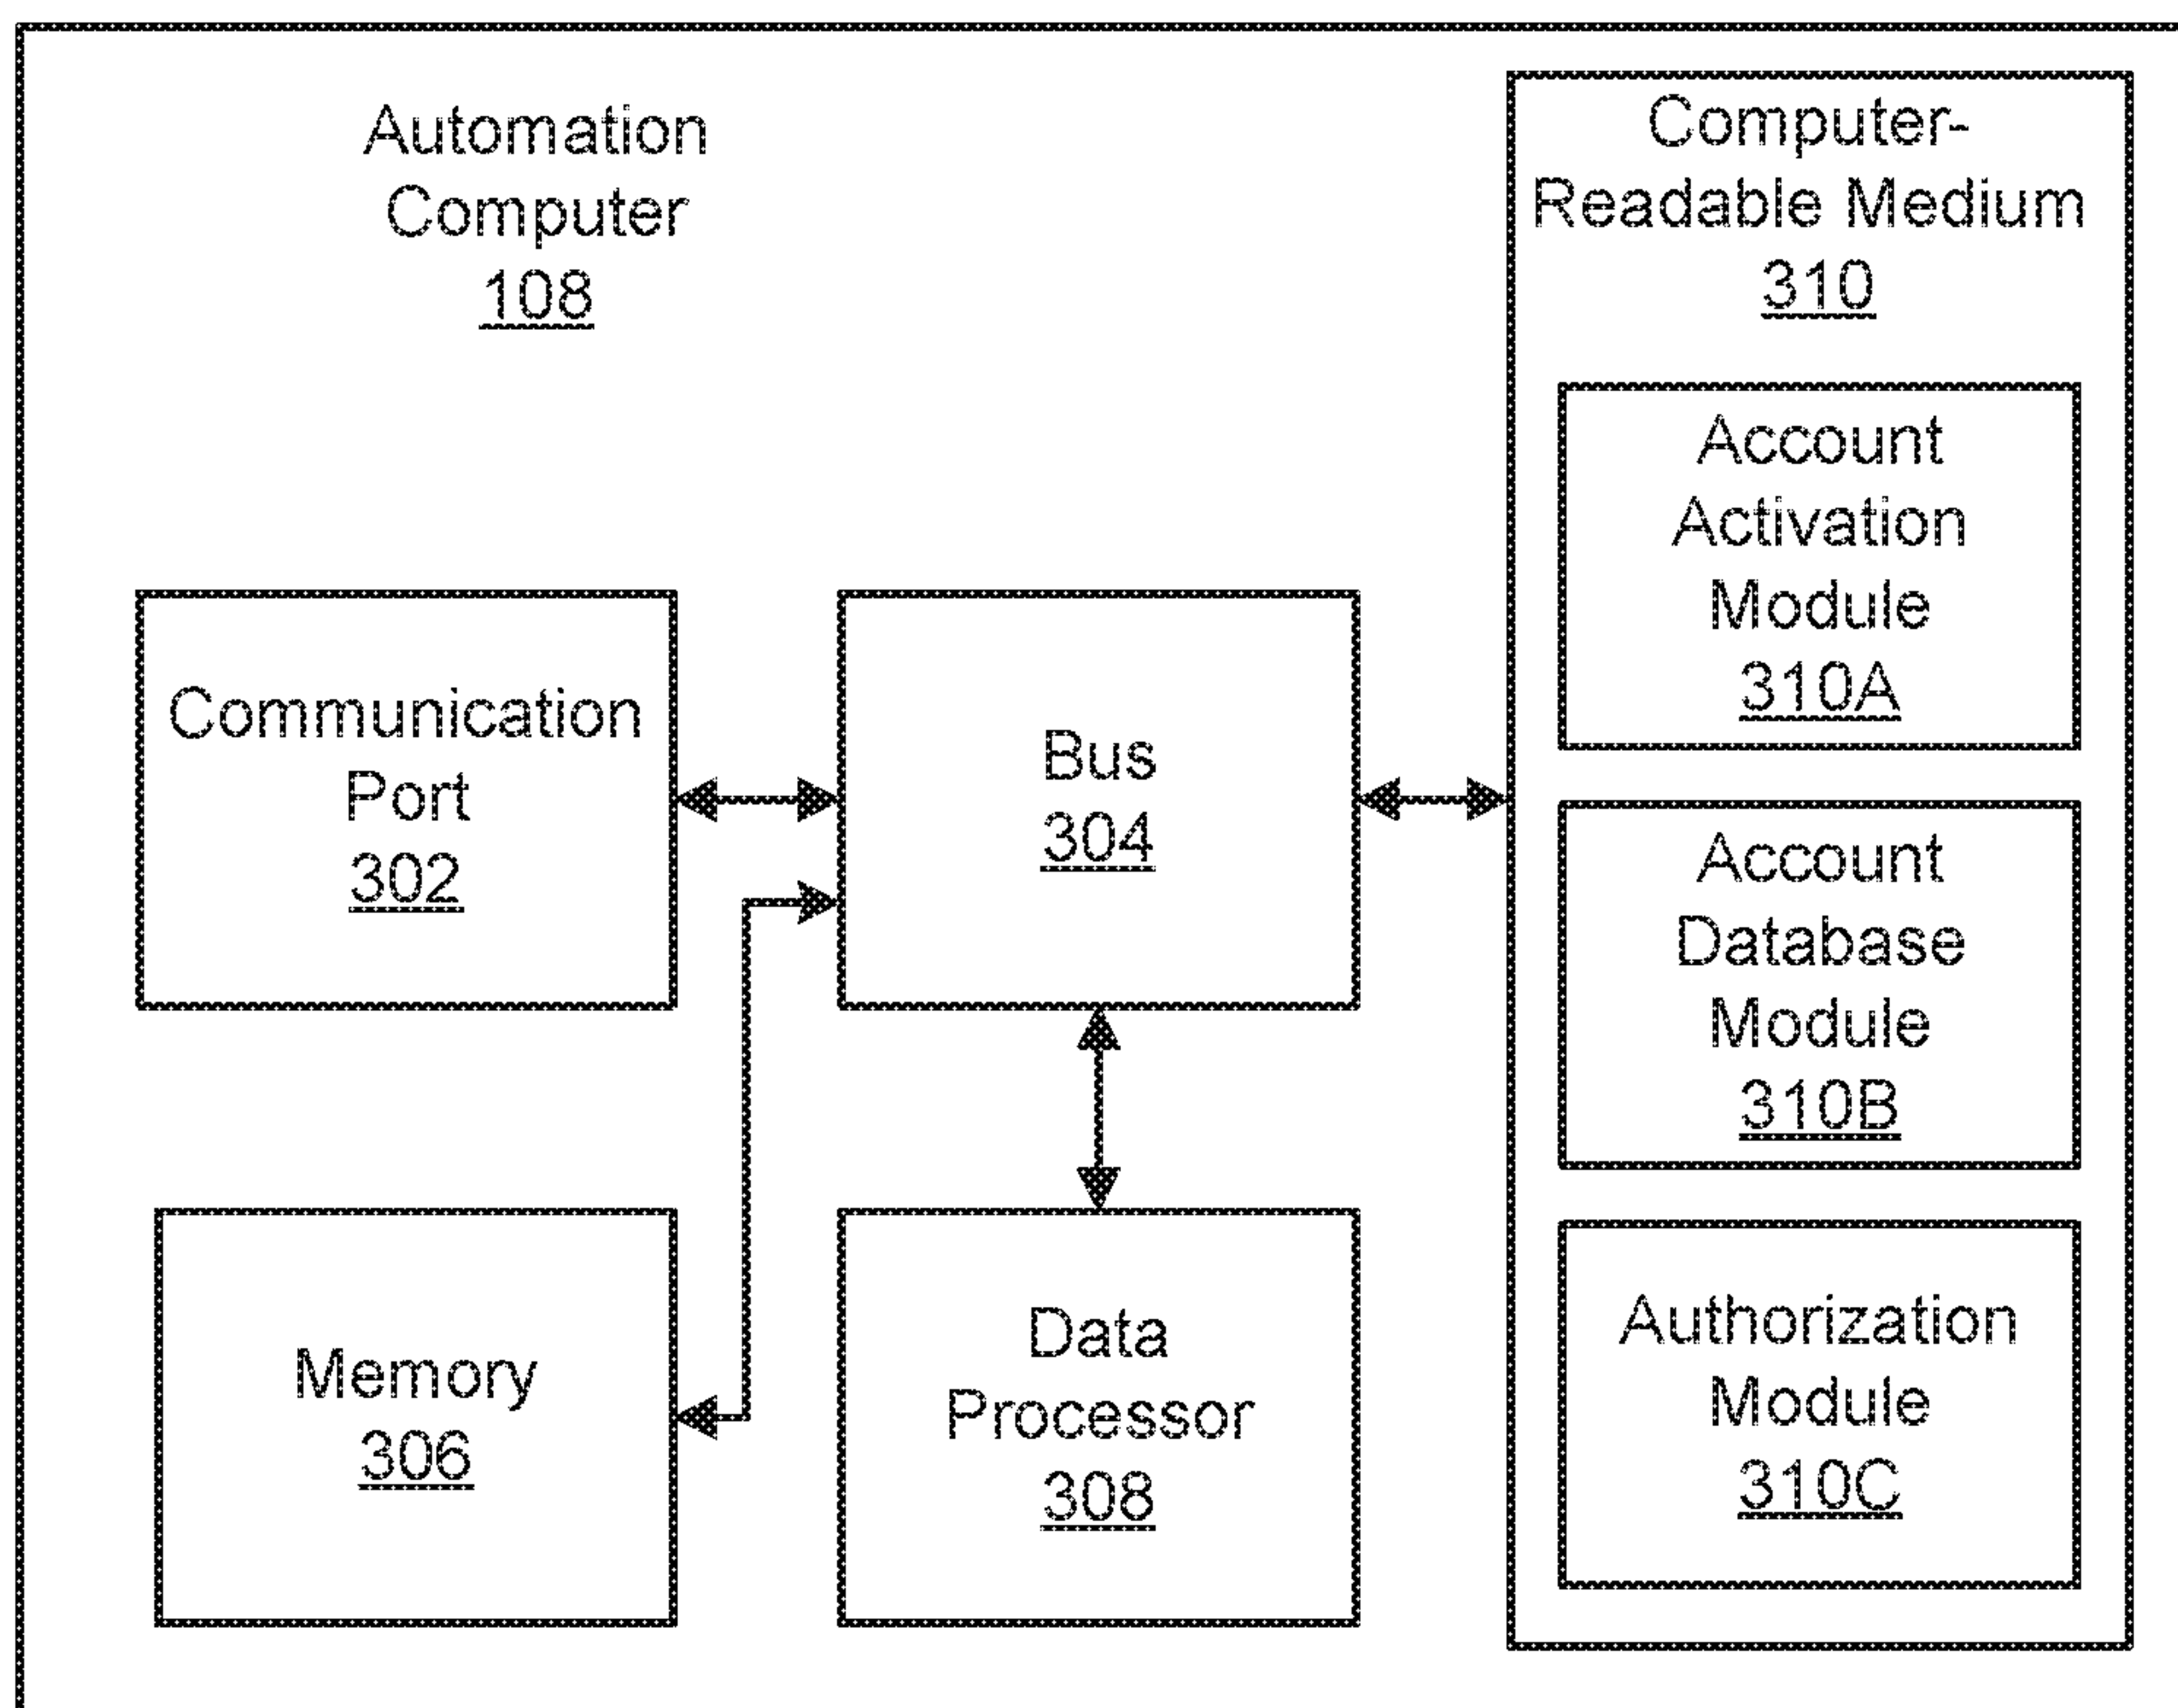 Automation
Computer
108
Computer-
Readable Medium
310
Account
Activation
Module
310A
Communication
Port
302
Bus
304
Account
Database
Module
310B
Memory
306
Data
Processor
308
Authorization
Module
310C